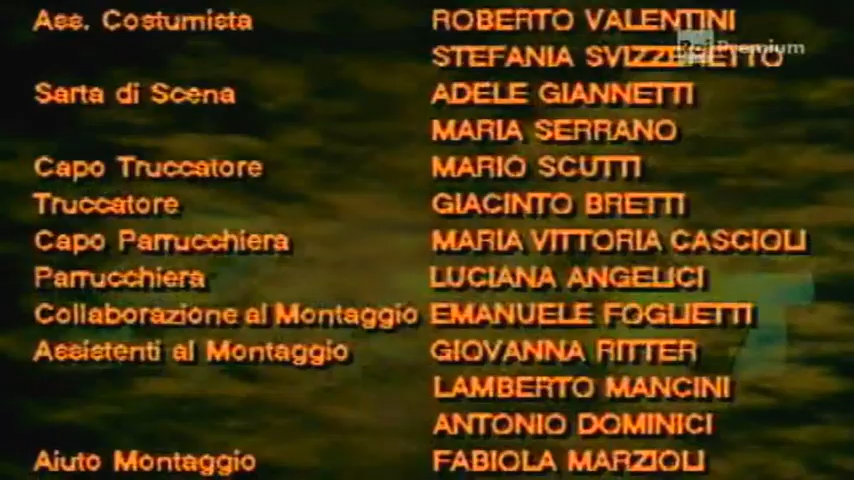 Ass. Costumista ROBERTO VALENTINI
Rai Premium
STEFANIA SVIZZERETTO
Sarta di Scena ADELE GIANNETTI
MARIA SERRANO
Capo Truccatore MARIO SCUTTI
Truccatore GIACINTO BRETTI
Capo Parrucchiera MARIA VITTORIA CASCIOLI
Parrucchiera LUCIANA ANGELICI
Collaborazione al Montaggio EMANUELE FOGLIETTI
Assistenti al Montaggio GIOVANNA RITTER
LAMBERTO MANCINI
ANTONIO DOMINICI
Aiuto Montaggio FABIOLA MARZIOLI